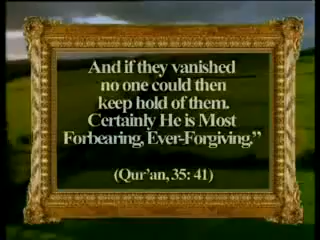 And if they vanished
no one could then
keep hold of them.
Certainly He is Most
Forbearing, Ever-Forgiving.”
(Qur'an, 35: 41)